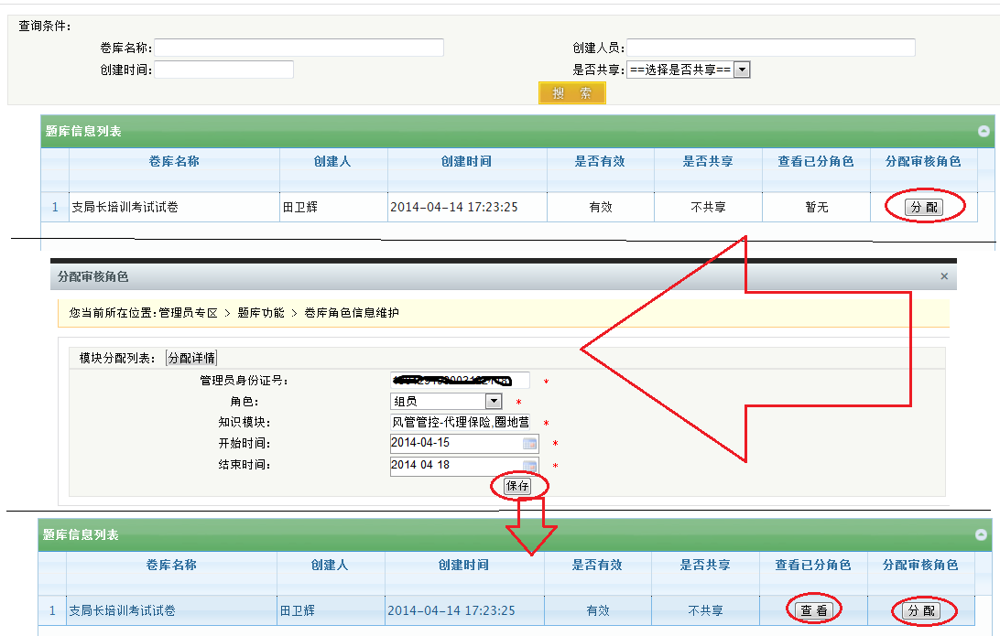 查询条件:
卷库名称: 创建人员:
创建时间: 是否共享: ==选择是否共享==
搜 索
题库信息列表
卷库名称 创建人 创建时间 是否有效 是否共享 查看已分角色 分配审核角色
1 支局长培训考试试卷 田卫辉 2014-04-14 17:23:25 有效 不共享 暂无 分 配
分配审核角色 ×
您当前所在位置:管理员专区 > 题库功能 > 卷库角色信息维护
模块分配列表: 分配详情
管理员身份证号: *
角色: 组员 *
知识模块: 风管管控-代理保险,圈地营 *
开始时间: 2014-04-15 *
结束时间: 2014 04 18 *
保存
题库信息列表
卷库名称 创建人 创建时间 是否有效 是否共享 查看已分角色 分配审核角色
1 支局长培训考试试卷 田卫辉 2014-04-14 17:23:25 有效 不共享 查 看 分 配